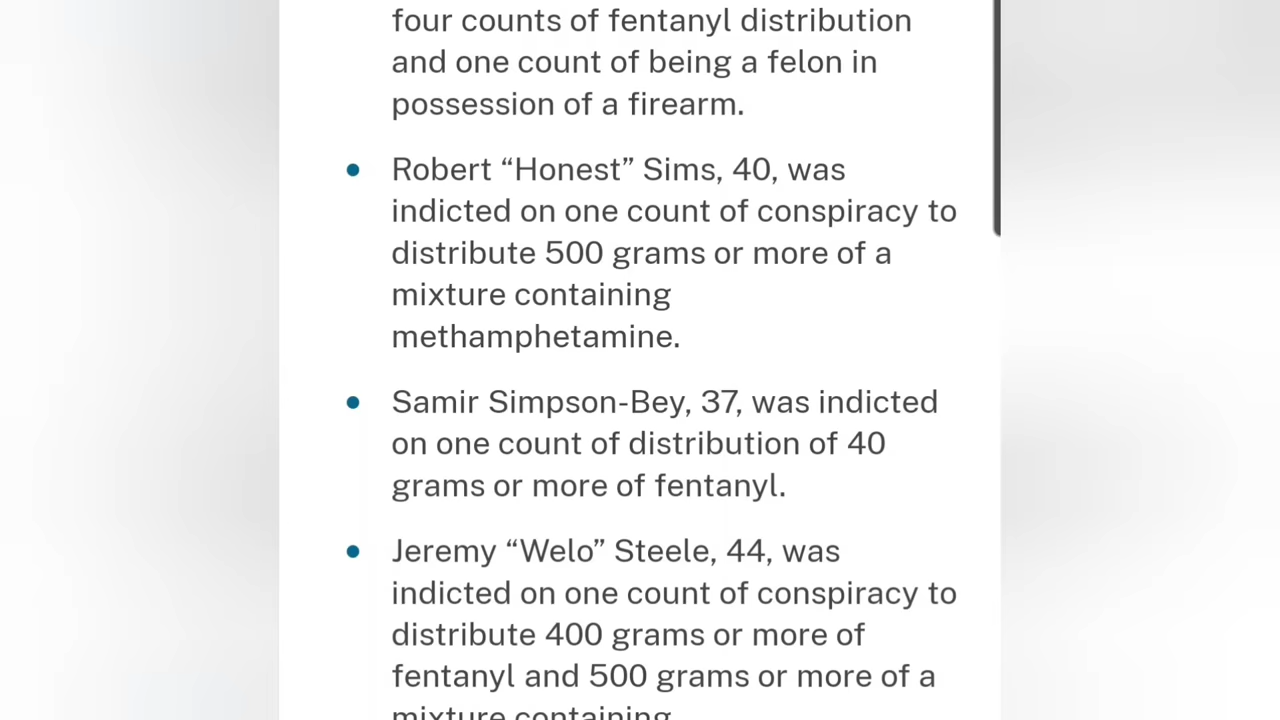 four counts of fentanyl distribution
and one count of being a felon in
possession of a firearm.
Robert “Honest” Sims, 40, was
indicted on one count of conspiracy to
distribute 500 grams or more of a
mixture containing
methamphetamine.
Samir Simpson-Bey, 37, was indicted
on one count of distribution of 40
grams or more of fentanyl.
Jeremy “Welo” Steele, 44, was
indicted on one count of conspiracy to
distribute 400 grams or more of
fentanyl and 500 grams or more of a
mixture containing